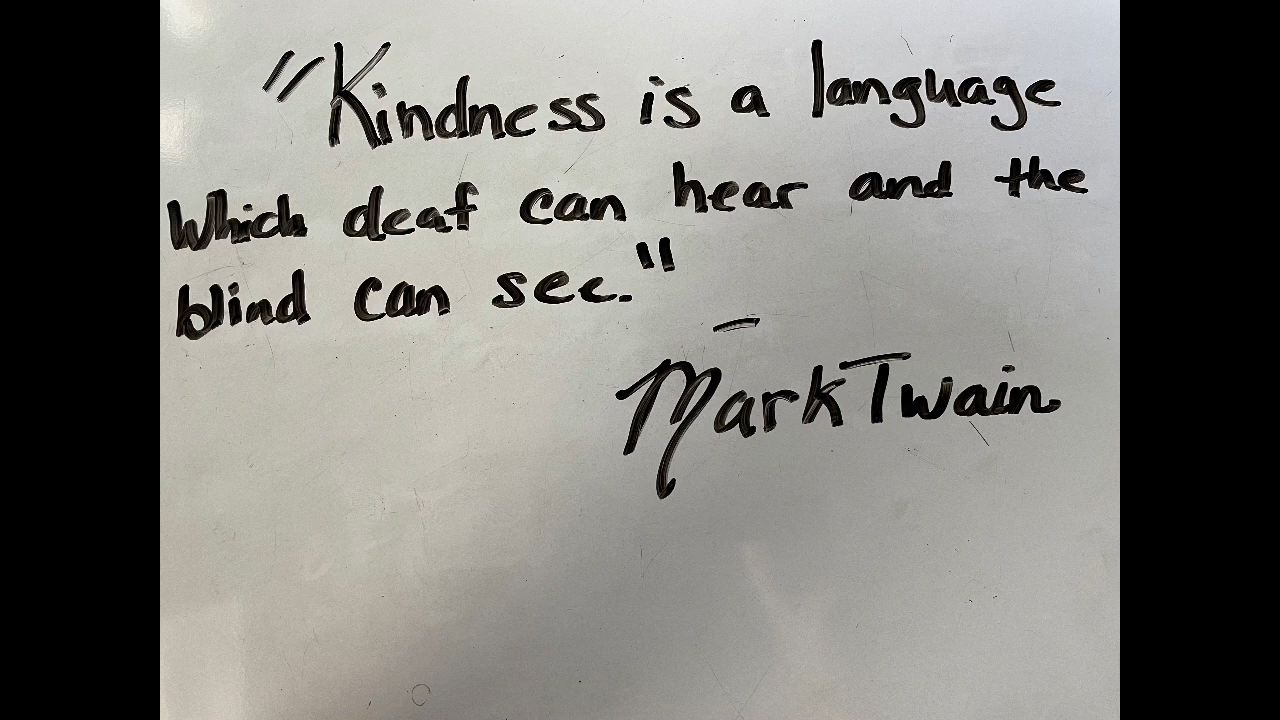 "Kindness is a language
Which deaf can hear and the
blind can see."
— Mark Twain